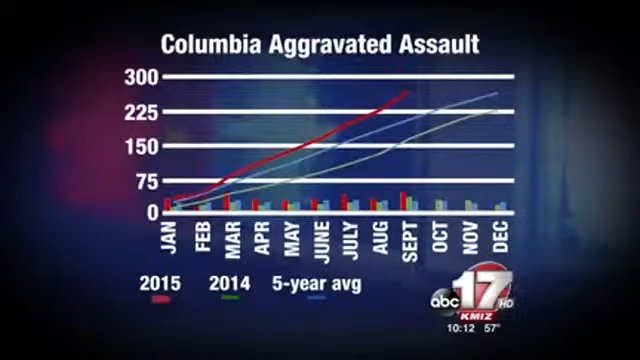 Columbia Aggravated Assault
300
225
150
75
0
JAN FEB MAR APR MAY JUNE JULY AUG SEPT OCT NOV DEC
2015 2014 5-year avg
abc 17 HD
KMIZ
10:12 57°